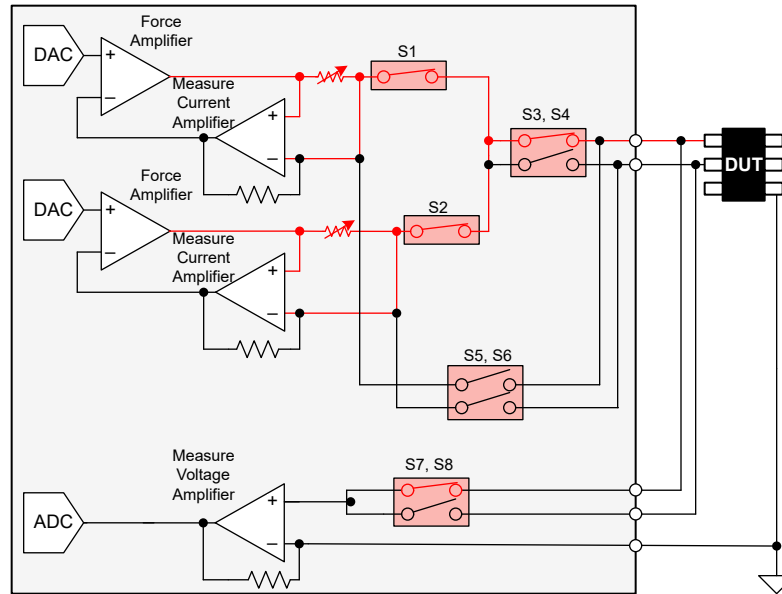 Force
Amplifier
DAC
+
–
Measure
Current
Amplifier
+
–
S1
S3, S4
DUT
Force
Amplifier
DAC
+
–
Measure
Current
Amplifier
+
–
S2
S5, S6
Measure
Voltage
Amplifier
ADC
+
–
S7, S8